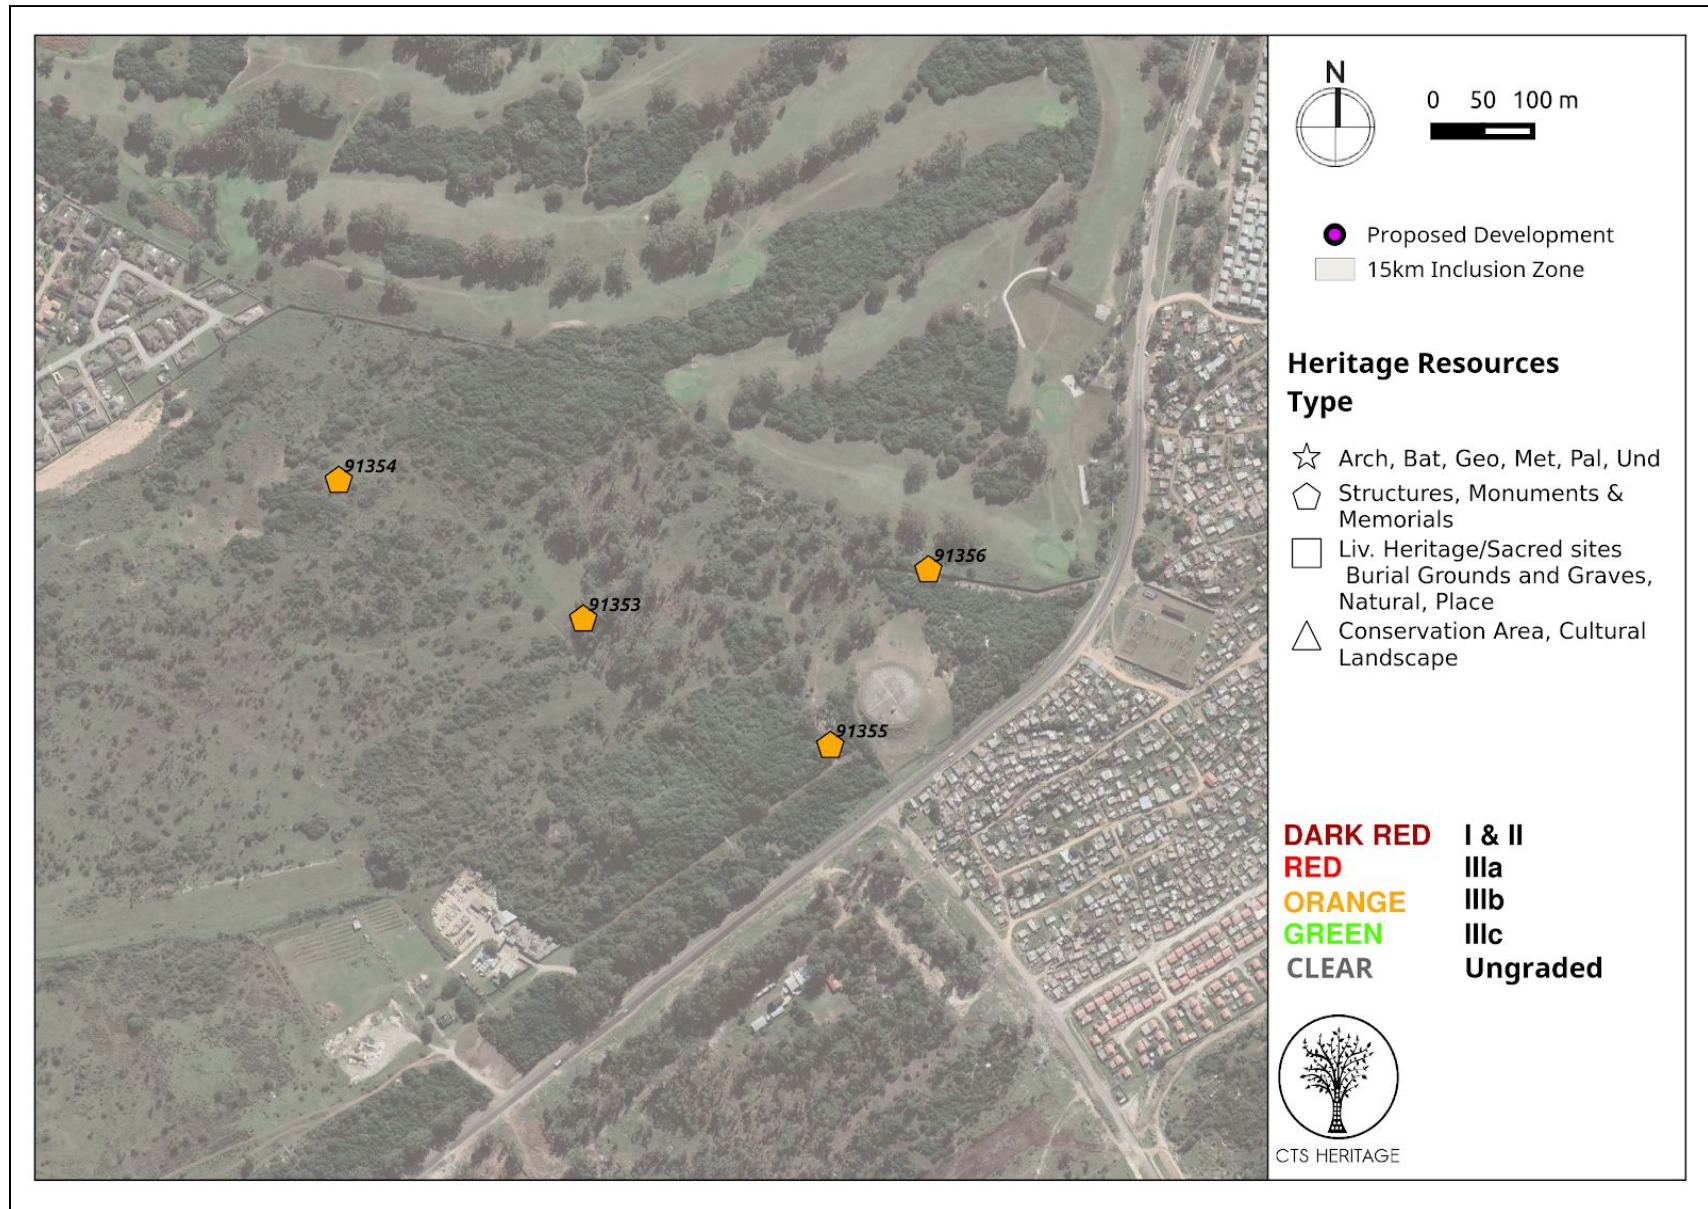 91354
91356
91353
91355
N
0 50 100 m
Proposed Development
15km Inclusion Zone
Heritage Resources
Type
Arch, Bat, Geo, Met, Pal, Und
Structures, Monuments &
Memorials
Liv. Heritage/Sacred sites
Burial Grounds and Graves,
Natural, Place
Conservation Area, Cultural
Landscape
DARK RED I & II
RED IIIa
ORANGE IIIb
GREEN IIIc
CLEAR Ungraded
CTS HERITAGE